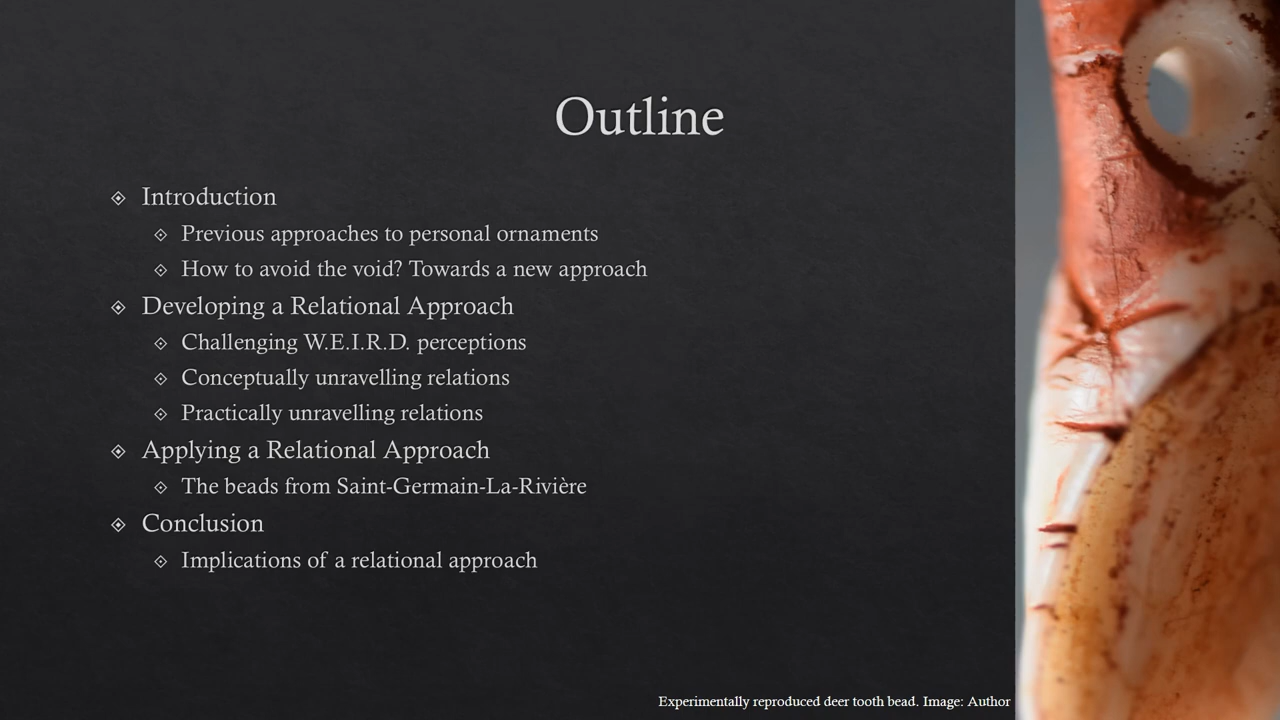 Outline
Introduction
Previous approaches to personal ornaments
How to avoid the void? Towards a new approach
Developing a Relational Approach
Challenging W.E.I.R.D. perceptions
Conceptually unravelling relations
Practically unravelling relations
Applying a Relational Approach
The beads from Saint-Germain-La-Rivière
Conclusion
Implications of a relational approach
Experimentally reproduced deer tooth bead. Image: Author